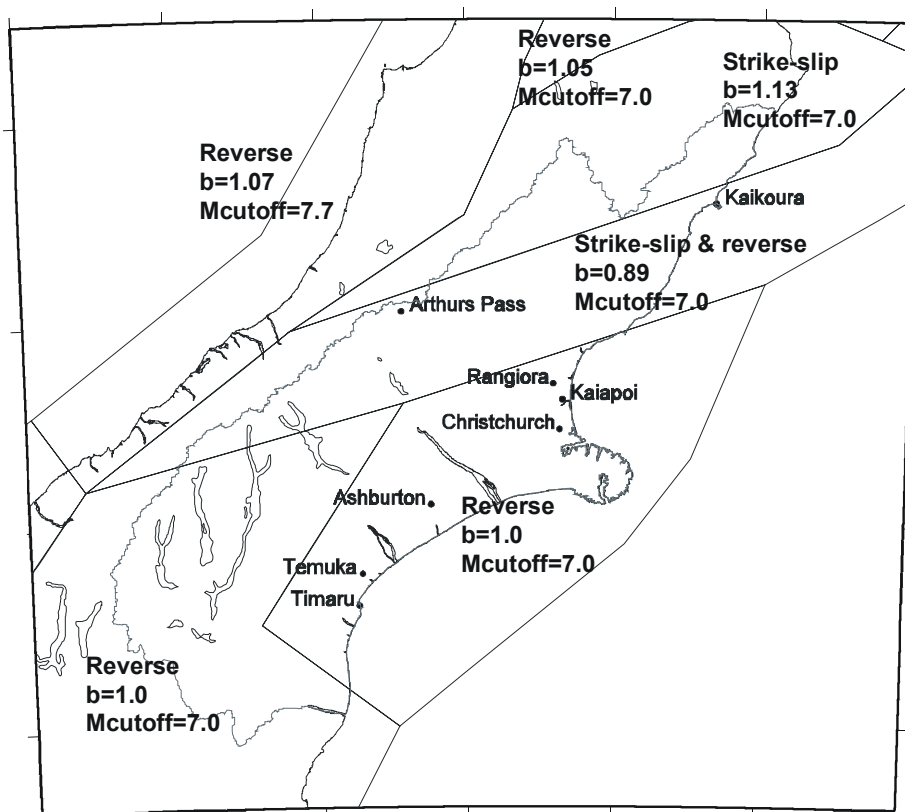 Reverse
b=1.05
Mcutoff=7.0
Strike-slip
b=1.13
Mcutoff=7.0
Reverse
b=1.07
Mcutoff=7.7
Kaikoura
Strike-slip & reverse
b=0.89
Mcutoff=7.0
Arthurs Pass
Rangiora
Kaiapoi
Christchurch
Ashburton
Reverse
b=1.0
Mcutoff=7.0
Temuka
Timaru
Reverse
b=1.0
Mcutoff=7.0